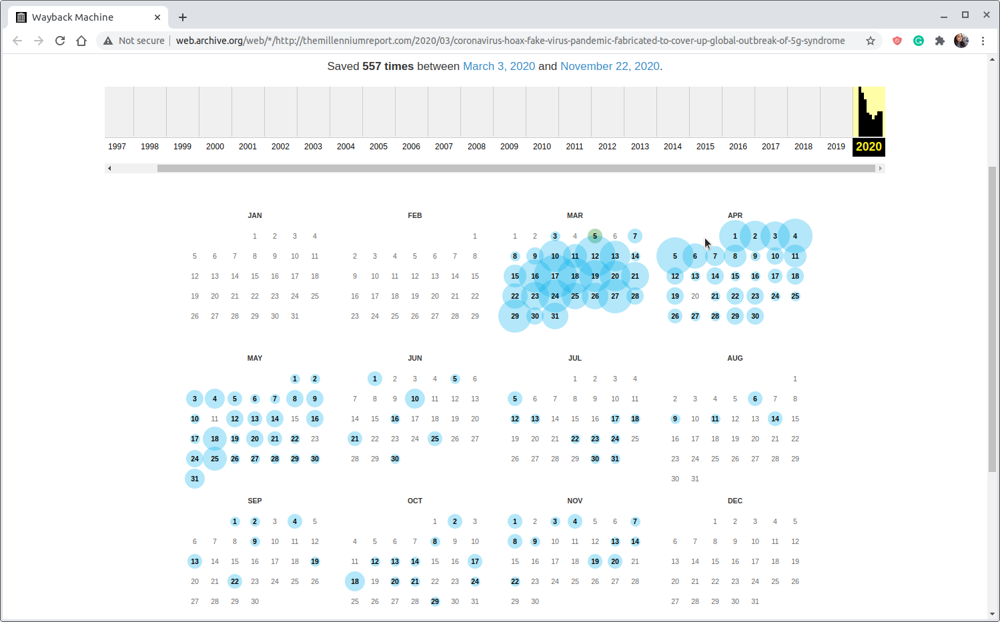 Wayback Machine
Not secure
web.archive.org/web/*/http://themillenniumreport.com/2020/03/coronavirus-hoax-fake-virus-pandemic-fabricated-to-cover-up-global-outbreak-of-5g-syndrome
Saved 557 times between March 3, 2020 and November 22, 2020.
1997 1998 1999 2000 2001 2002 2003 2004 2005 2006 2007 2008 2009 2010 2011 2012 2013 2014 2015 2016 2017 2018 2019 2020
JAN FEB MAR APR
1 2 3 4 1 1 2 3 4 5 6 7 1 2 3 4
5 6 7 8 9 10 11 2 3 4 5 6 7 8 8 9 10 11 12 13 14 5 6 7 8 9 10 11
12 13 14 15 16 17 18 9 10 11 12 13 14 15 15 16 17 18 19 20 21 12 13 14 15 16 17 18
19 20 21 22 23 24 25 16 17 18 19 20 21 22 22 23 24 25 26 27 28 19 20 21 22 23 24 25
26 27 28 29 30 31 23 24 25 26 27 28 29 29 30 31 26 27 28 29 30
MAY JUN JUL AUG
1 2 1 2 3 4 5 6 1 2 3 4 1
3 4 5 6 7 8 9 7 8 9 10 11 12 13 5 6 7 8 9 10 11 2 3 4 5 6 7 8
10 11 12 13 14 15 16 14 15 16 17 18 19 20 12 13 14 15 16 17 18 9 10 11 12 13 14 15
17 18 19 20 21 22 23 21 22 23 24 25 26 27 19 20 21 22 23 24 25 16 17 18 19 20 21 22
24 25 26 27 28 29 30 28 29 30 26 27 28 29 30 31 23 24 25 26 27 28 29
31 30 31
SEP OCT NOV DEC
1 2 3 4 5 1 2 3 1 2 3 4 5 6 7 1 2 3 4 5
6 7 8 9 10 11 12 4 5 6 7 8 9 10 8 9 10 11 12 13 14 6 7 8 9 10 11 12
13 14 15 16 17 18 19 11 12 13 14 15 16 17 15 16 17 18 19 20 21 13 14 15 16 17 18 19
20 21 22 23 24 25 26 18 19 20 21 22 23 24 22 23 24 25 26 27 28 20 21 22 23 24 25 26
27 28 29 30 25 26 27 28 29 30 31 29 30 27 28 29 30 31